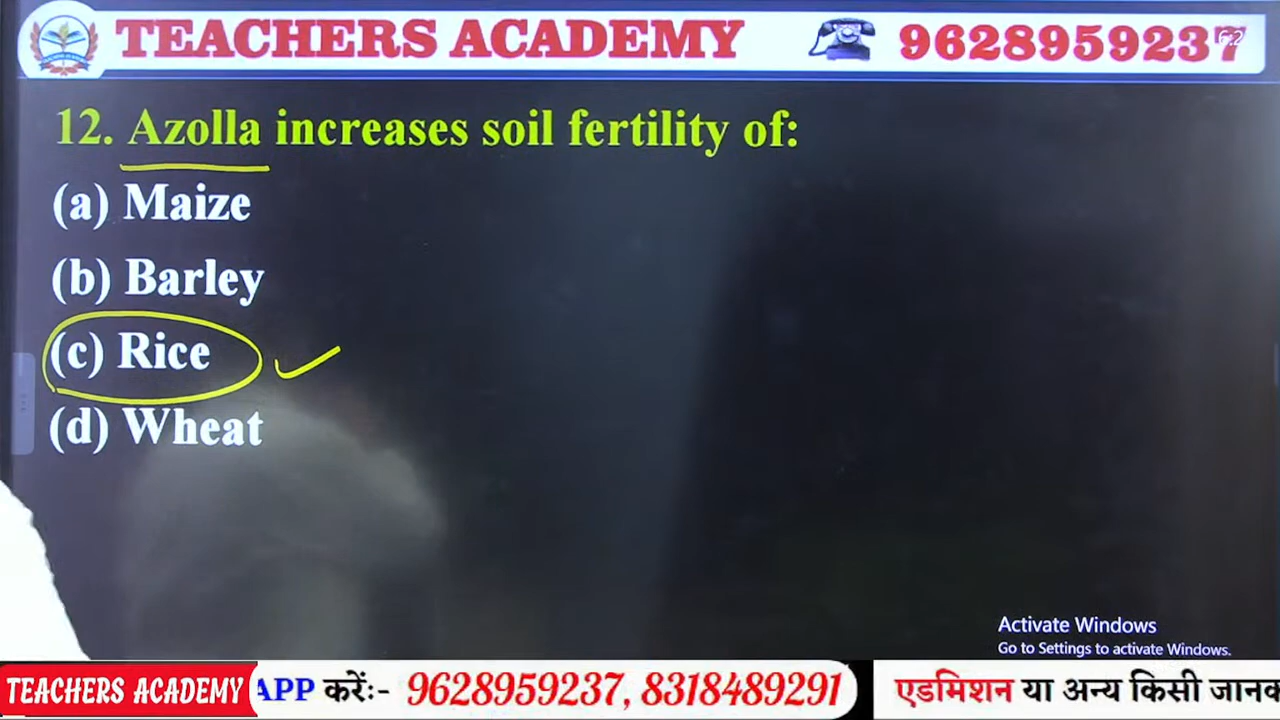 TEACHERS ACADEMY
9628959237
12. Azolla increases soil fertility of:
(a) Maize
(b) Barley
(c) Rice
(d) Wheat
Activate Windows
Go to Settings to activate Windows.
TEACHERS ACADEMY
APP करेंः- 9628959237, 8318489291
एडमिशन या अन्य किसी